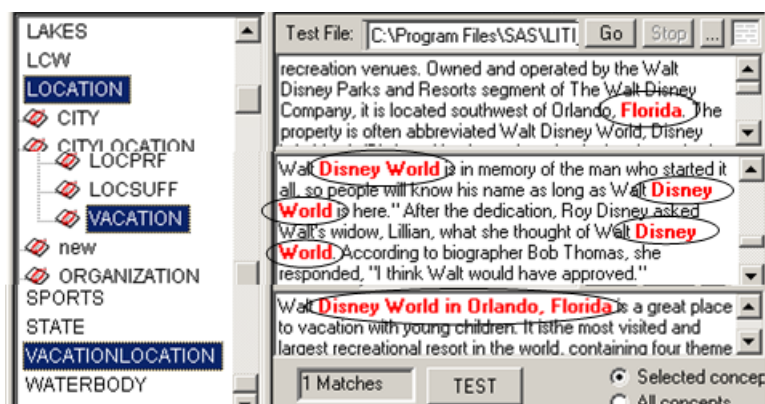 LAKES
LCW
LOCATION
CITY
CITYLOCATION
LOCPRF
LOCSUFF
VACATION
new
ORGANIZATION
SPORTS
STATE
VACATIONLOCATION
WATERBODY
Test File: C:\Program Files\SAS\LITI_ Go Stop ...
recreation venues. Owned and operated by the Walt
Disney Parks and Resorts segment of The Walt Disney
Company, it is located southwest of Orlando, Florida. The
property is often abbreviated Walt Disney World, Disney
Walt Disney World is in memory of the man who started it
all, so people will know his name as long as Walt Disney
World is here." After the dedication, Roy Disney asked
Walt's widow, Lillian, what she thought of Walt Disney
World. According to biographer Bob Thomas, she
responded, "I think Walt would have approved."
Walt Disney World in Orlando, Florida is a great place
to vacation with young children. It isthe most visited and
largest recreational resort in the world, containing four theme
1 Matches TEST Selected concep
All concepts